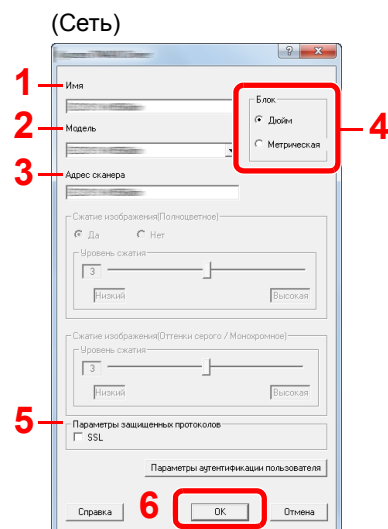 (Сеть)
1
Имя
Блок
2
Дюйм
4
Модель
Метрическая
3
Адрес сканера
Сжатие изображения(Полноцветное)
Да Нет
Уровень сжатия
3
Низкий Высокая
Сжатие изображения(Оттенки серого / Монохромное)
Уровень сжатия
3
Низкий Высокая
5
Параметры защищенных протоколов
SSL
Параметры аутентификации пользователя
6
Справка OK Отмена